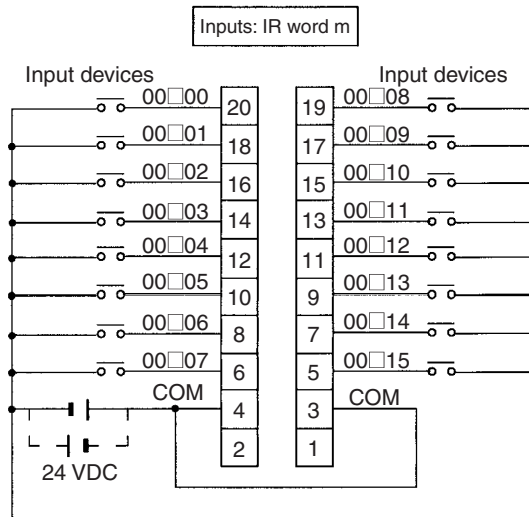 Inputs: IR word m
Input devices Input devices
00□00 20 19 00□08
00□01 18 17 00□09
00□02 16 15 00□10
00□03 14 13 00□11
00□04 12 11 00□12
00□05 10 9 00□13
00□06 8 7 00□14
00□07 6 5 00□15
COM 4 3 COM
2 1
24 VDC